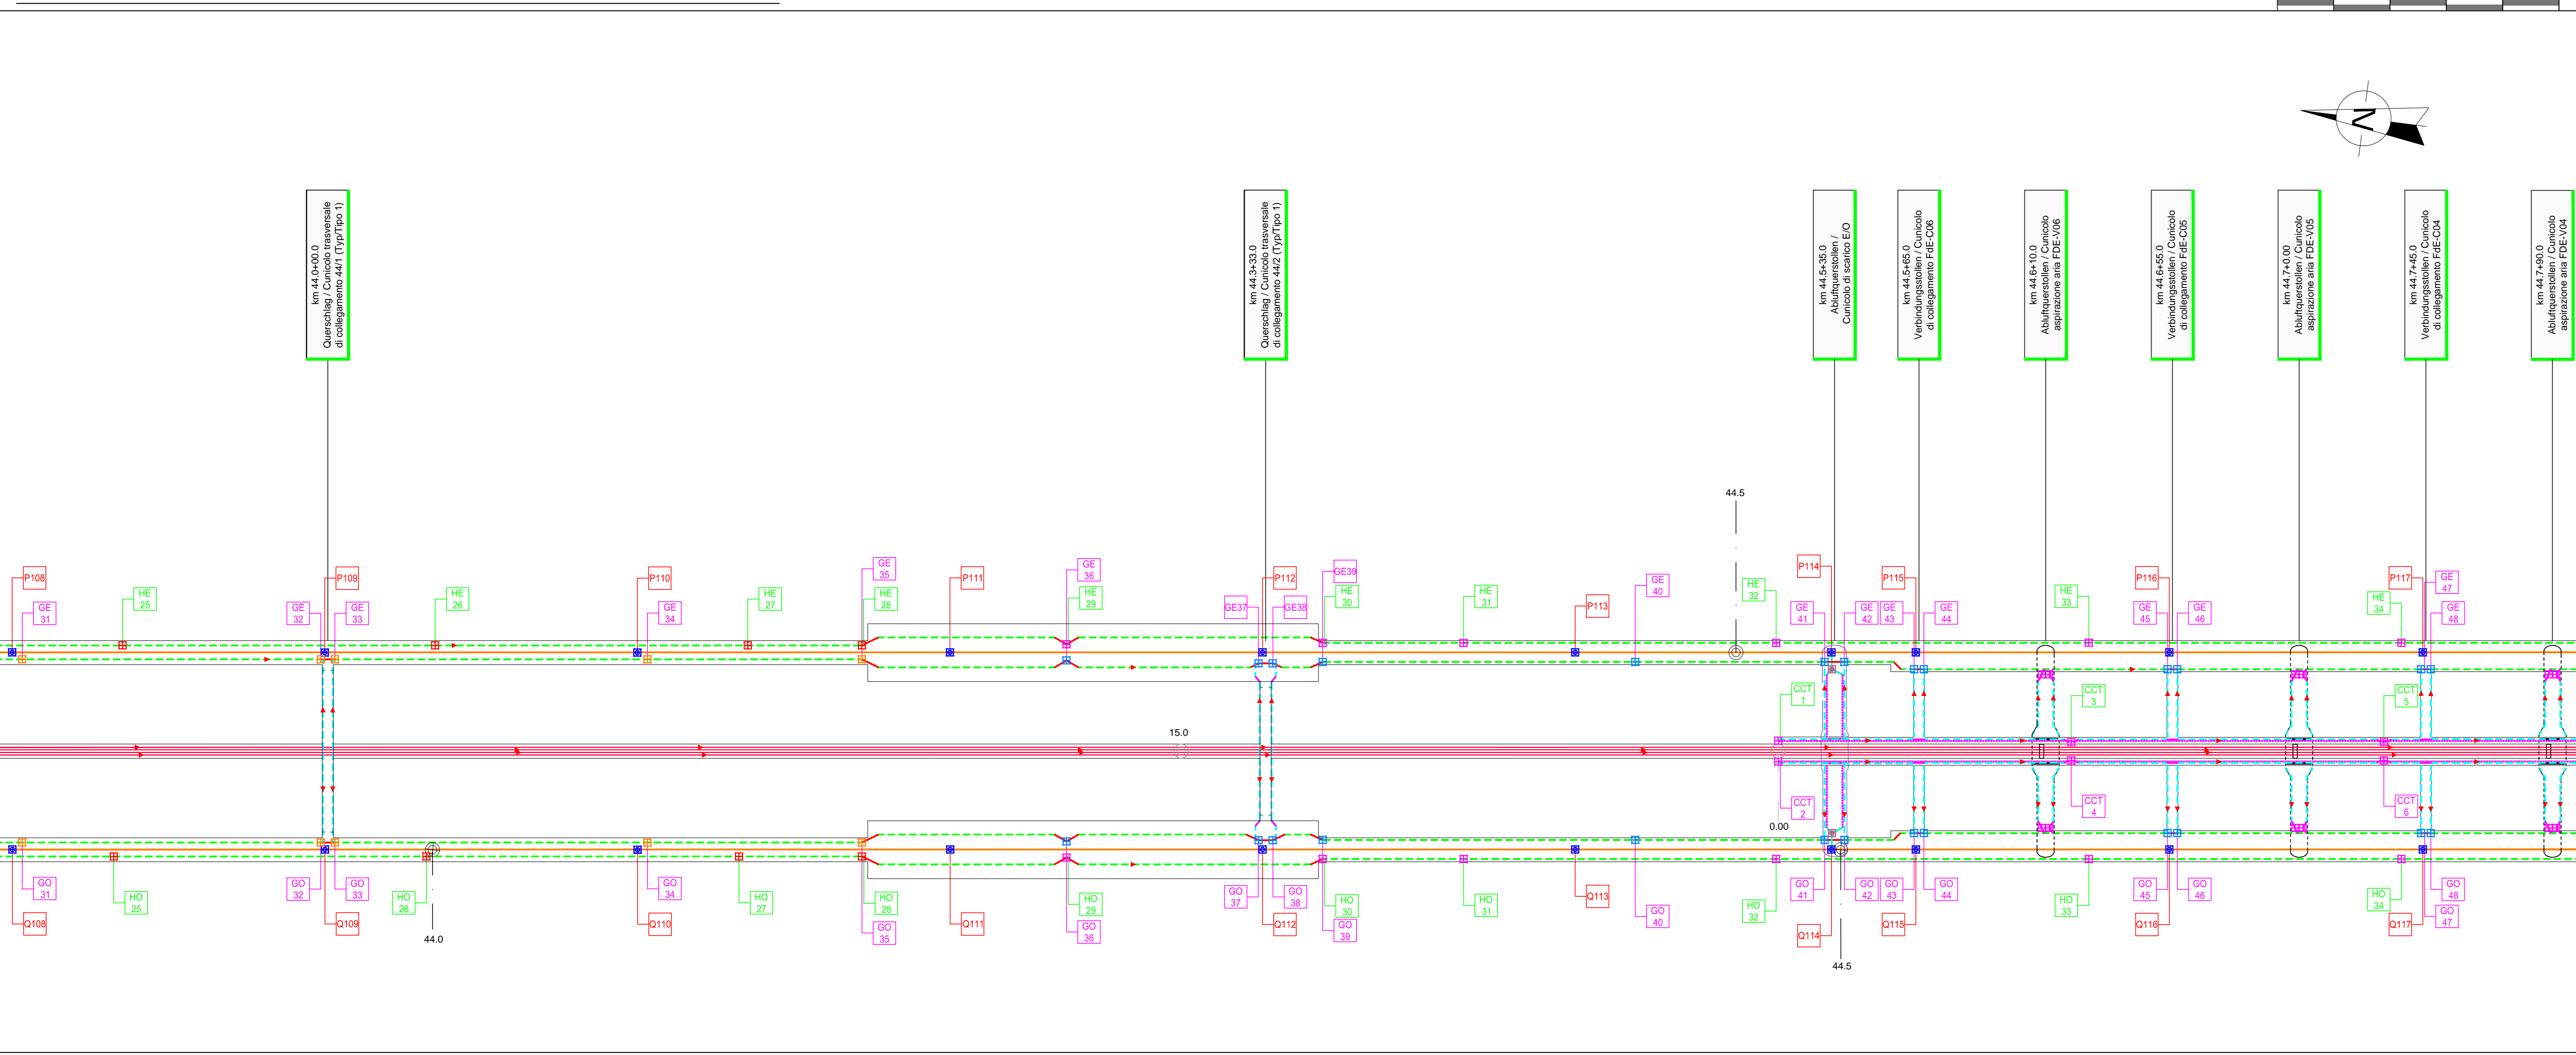 N
km 44.0+00.0
Querschlag / Cunicolo trasversale
di collegamento 44/1 (Typ/Tipo 1)
km 44.3+33.0
Querschlag / Cunicolo trasversale
di collegamento 44/2 (Typ/Tipo 1)
km 44.5+35.0
Abluftquerstollen /
Cunicolo di scarico E/O
km 44.5+65.0
Verbindungsstollen / Cunicolo
di collegamento FdE-C06
km 44.6+10.0
Abluftquerstollen / Cunicolo
aspirazione aria FDE-V06
km 44.6+55.0
Verbindungsstollen / Cunicolo
di collegamento FdE-C05
km 44.7+0.00
Abluftquerstollen / Cunicolo
aspirazione aria FDE-V05
km 44.7+45.0
Verbindungsstollen / Cunicolo
di collegamento FdE-C04
km 44.7+90.0
Abluftquerstollen / Cunicolo
aspirazione aria FDE-V04
44.5
P108
GE
31
HE
25
GE
32
P109
GE
33
HE
26
P110
GE
34
HE
27
GE
35
HE
28
P111
GE
36
HE
29
GE37
P112
GE38
GE39
HE
30
HE
31
P113
GE
40
HE
32
P114
GE
41
GE
42
P115
GE
43
GE
44
HE
33
P116
GE
45
GE
46
HE
34
P117
GE
47
GE
48
CCT
1
CCT
3
CCT
5
15.0
CCT
2
CCT
4
CCT
6
0.00
GO
31
Q108
HO
25
GO
32
GO
33
Q109
HO
26
44.0
GO
34
Q110
HO
27
HO
28
GO
35
Q111
HO
29
GO
36
GO
37
GO
38
Q112
HO
30
GO
39
HO
31
Q113
GO
40
HO
32
GO
41
Q114
GO
42
GO
43
Q115
GO
44
44.5
HO
33
GO
45
Q116
GO
46
HO
34
Q117
GO
48
GO
47